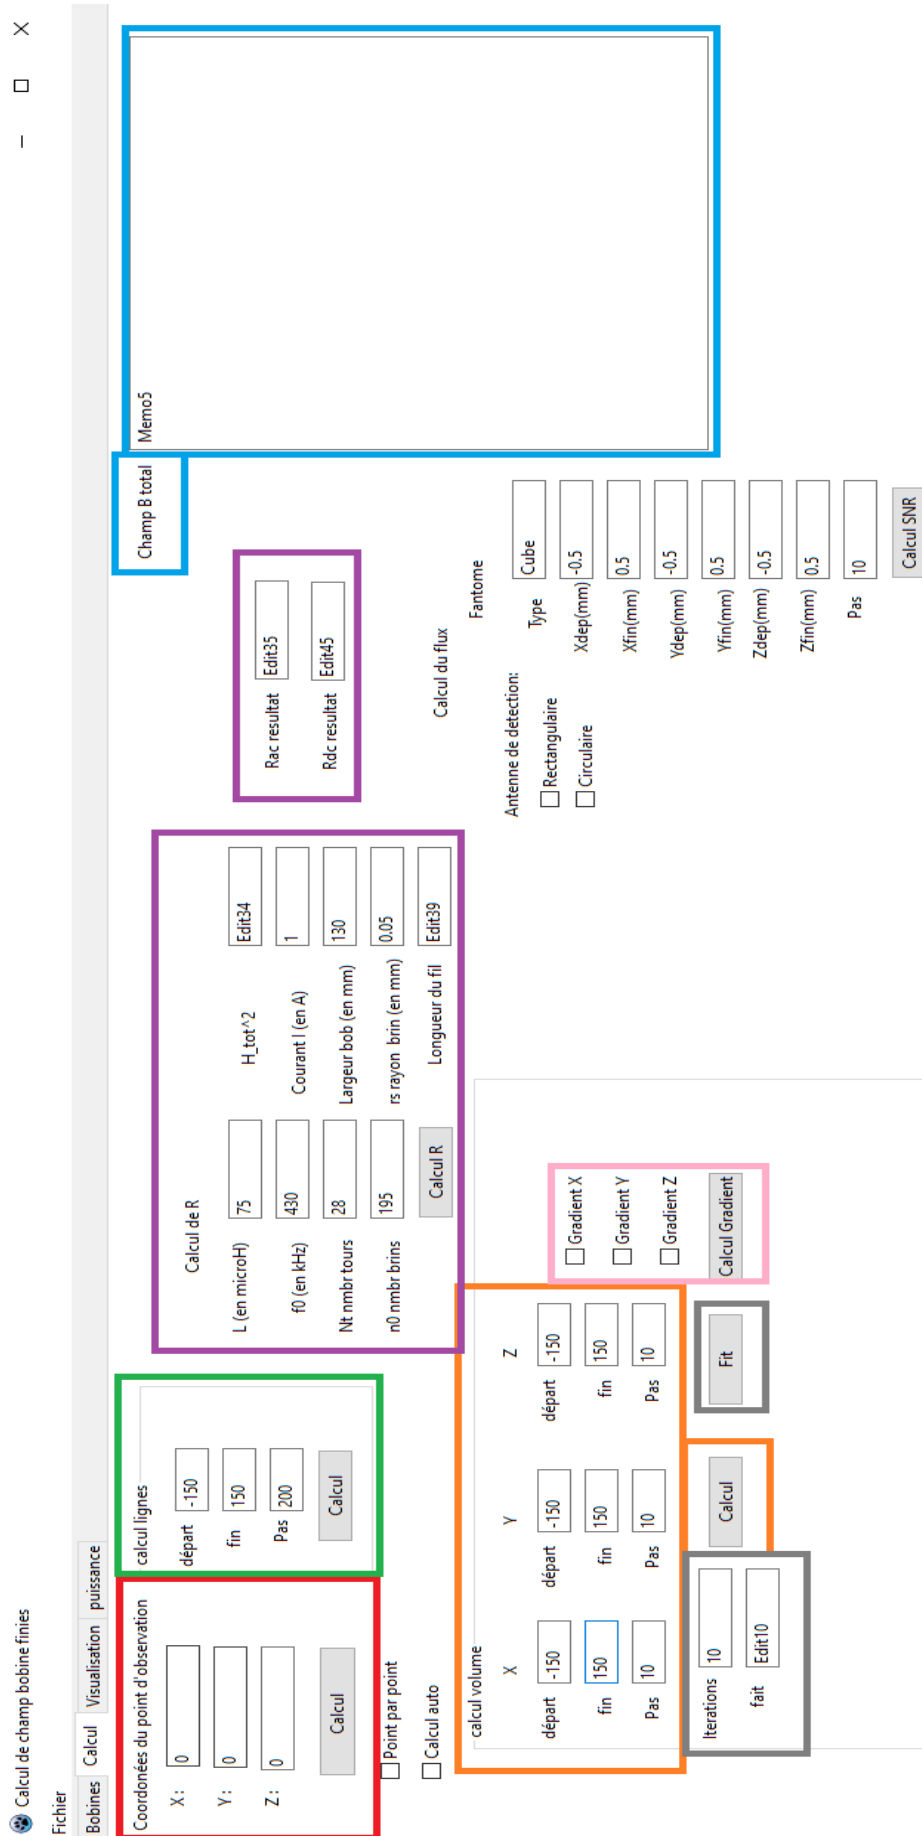 Calcul de champ bobine finies
Fichier
Bobines Calcul Visualisation puissance
Coordonées du point d'observation
X : 0
Y : 0
Z : 0
Calcul
Point par point
Calcul auto
calcul lignes
départ -150
fin 150
Pas 200
Calcul
Calcul de R
L (en microH) 75 H_tot^2 Edit34
f0 (en kHz) 430 Courant I (en A) 1
Nt nmbr tours 28 Largeur bob (en mm) 130
n0 nmbr brins 195 rs rayon brin (en mm) 0.05
Calcul R Longueur du fil Edit39
Rac resultat Edit35
Rdc resultat Edit45
Champ B total
Memo5
calcul volume
X Y Z
départ -150 départ -150 départ -150
fin 150 fin 150 fin 150
Pas 10 Pas 10 Pas 10
Iterations 10
fait Edit10
Calcul
Fit
Gradient X
Gradient Y
Gradient Z
Calcul Gradient
Calcul du flux
Antenne de detection:
Rectangulaire
Circulaire
Fantome
Type Cube
Xdep(mm) -0.5
Xfin(mm) 0.5
Ydep(mm) -0.5
Yfin(mm) 0.5
Zdep(mm) -0.5
Zfin(mm) 0.5
Pas 10
Calcul SNR